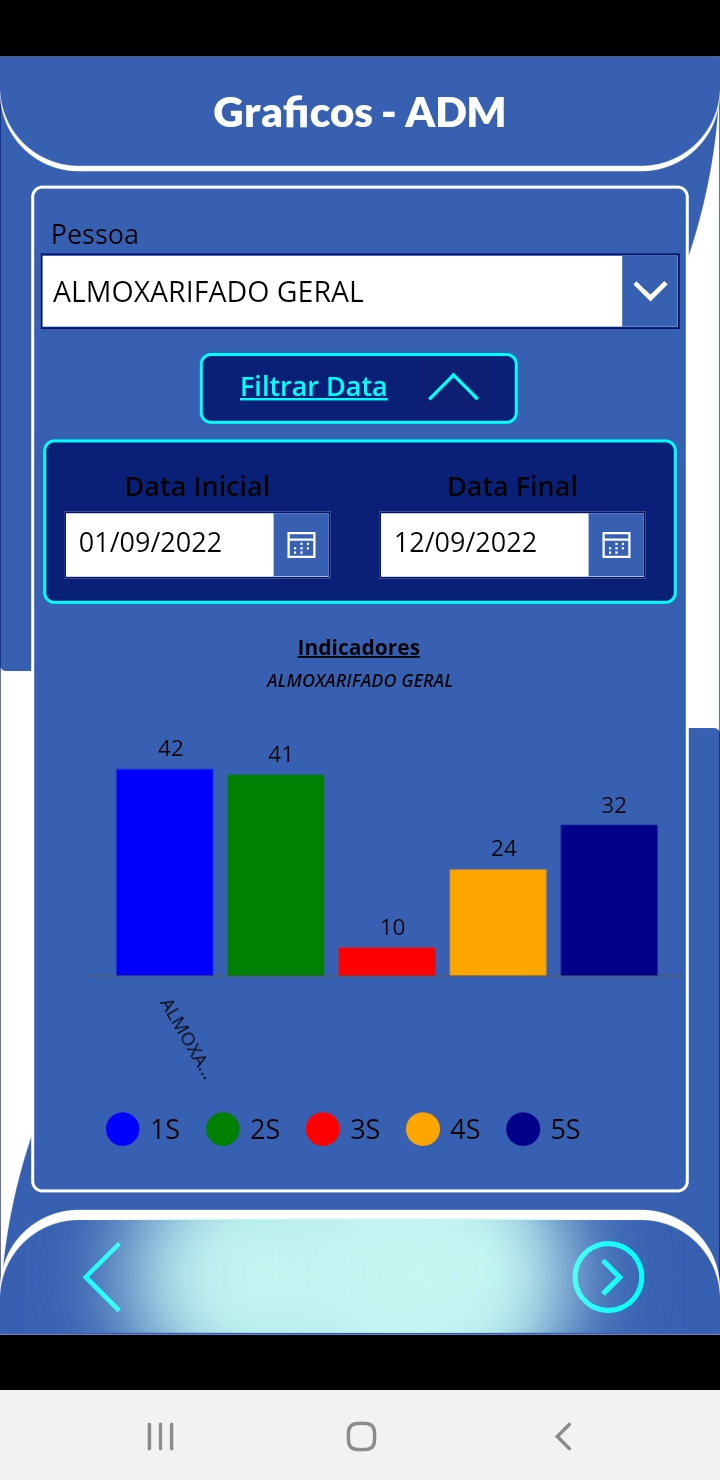 Graficos - ADM
Pessoa
ALMOXARIFADO GERAL
Filtrar Data
Data Inicial Data Final
01/09/2022 12/09/2022
Indicadores
ALMOXARIFADO GERAL
42 41 10 24 32
ALMOXA...
1S 2S 3S 4S 5S